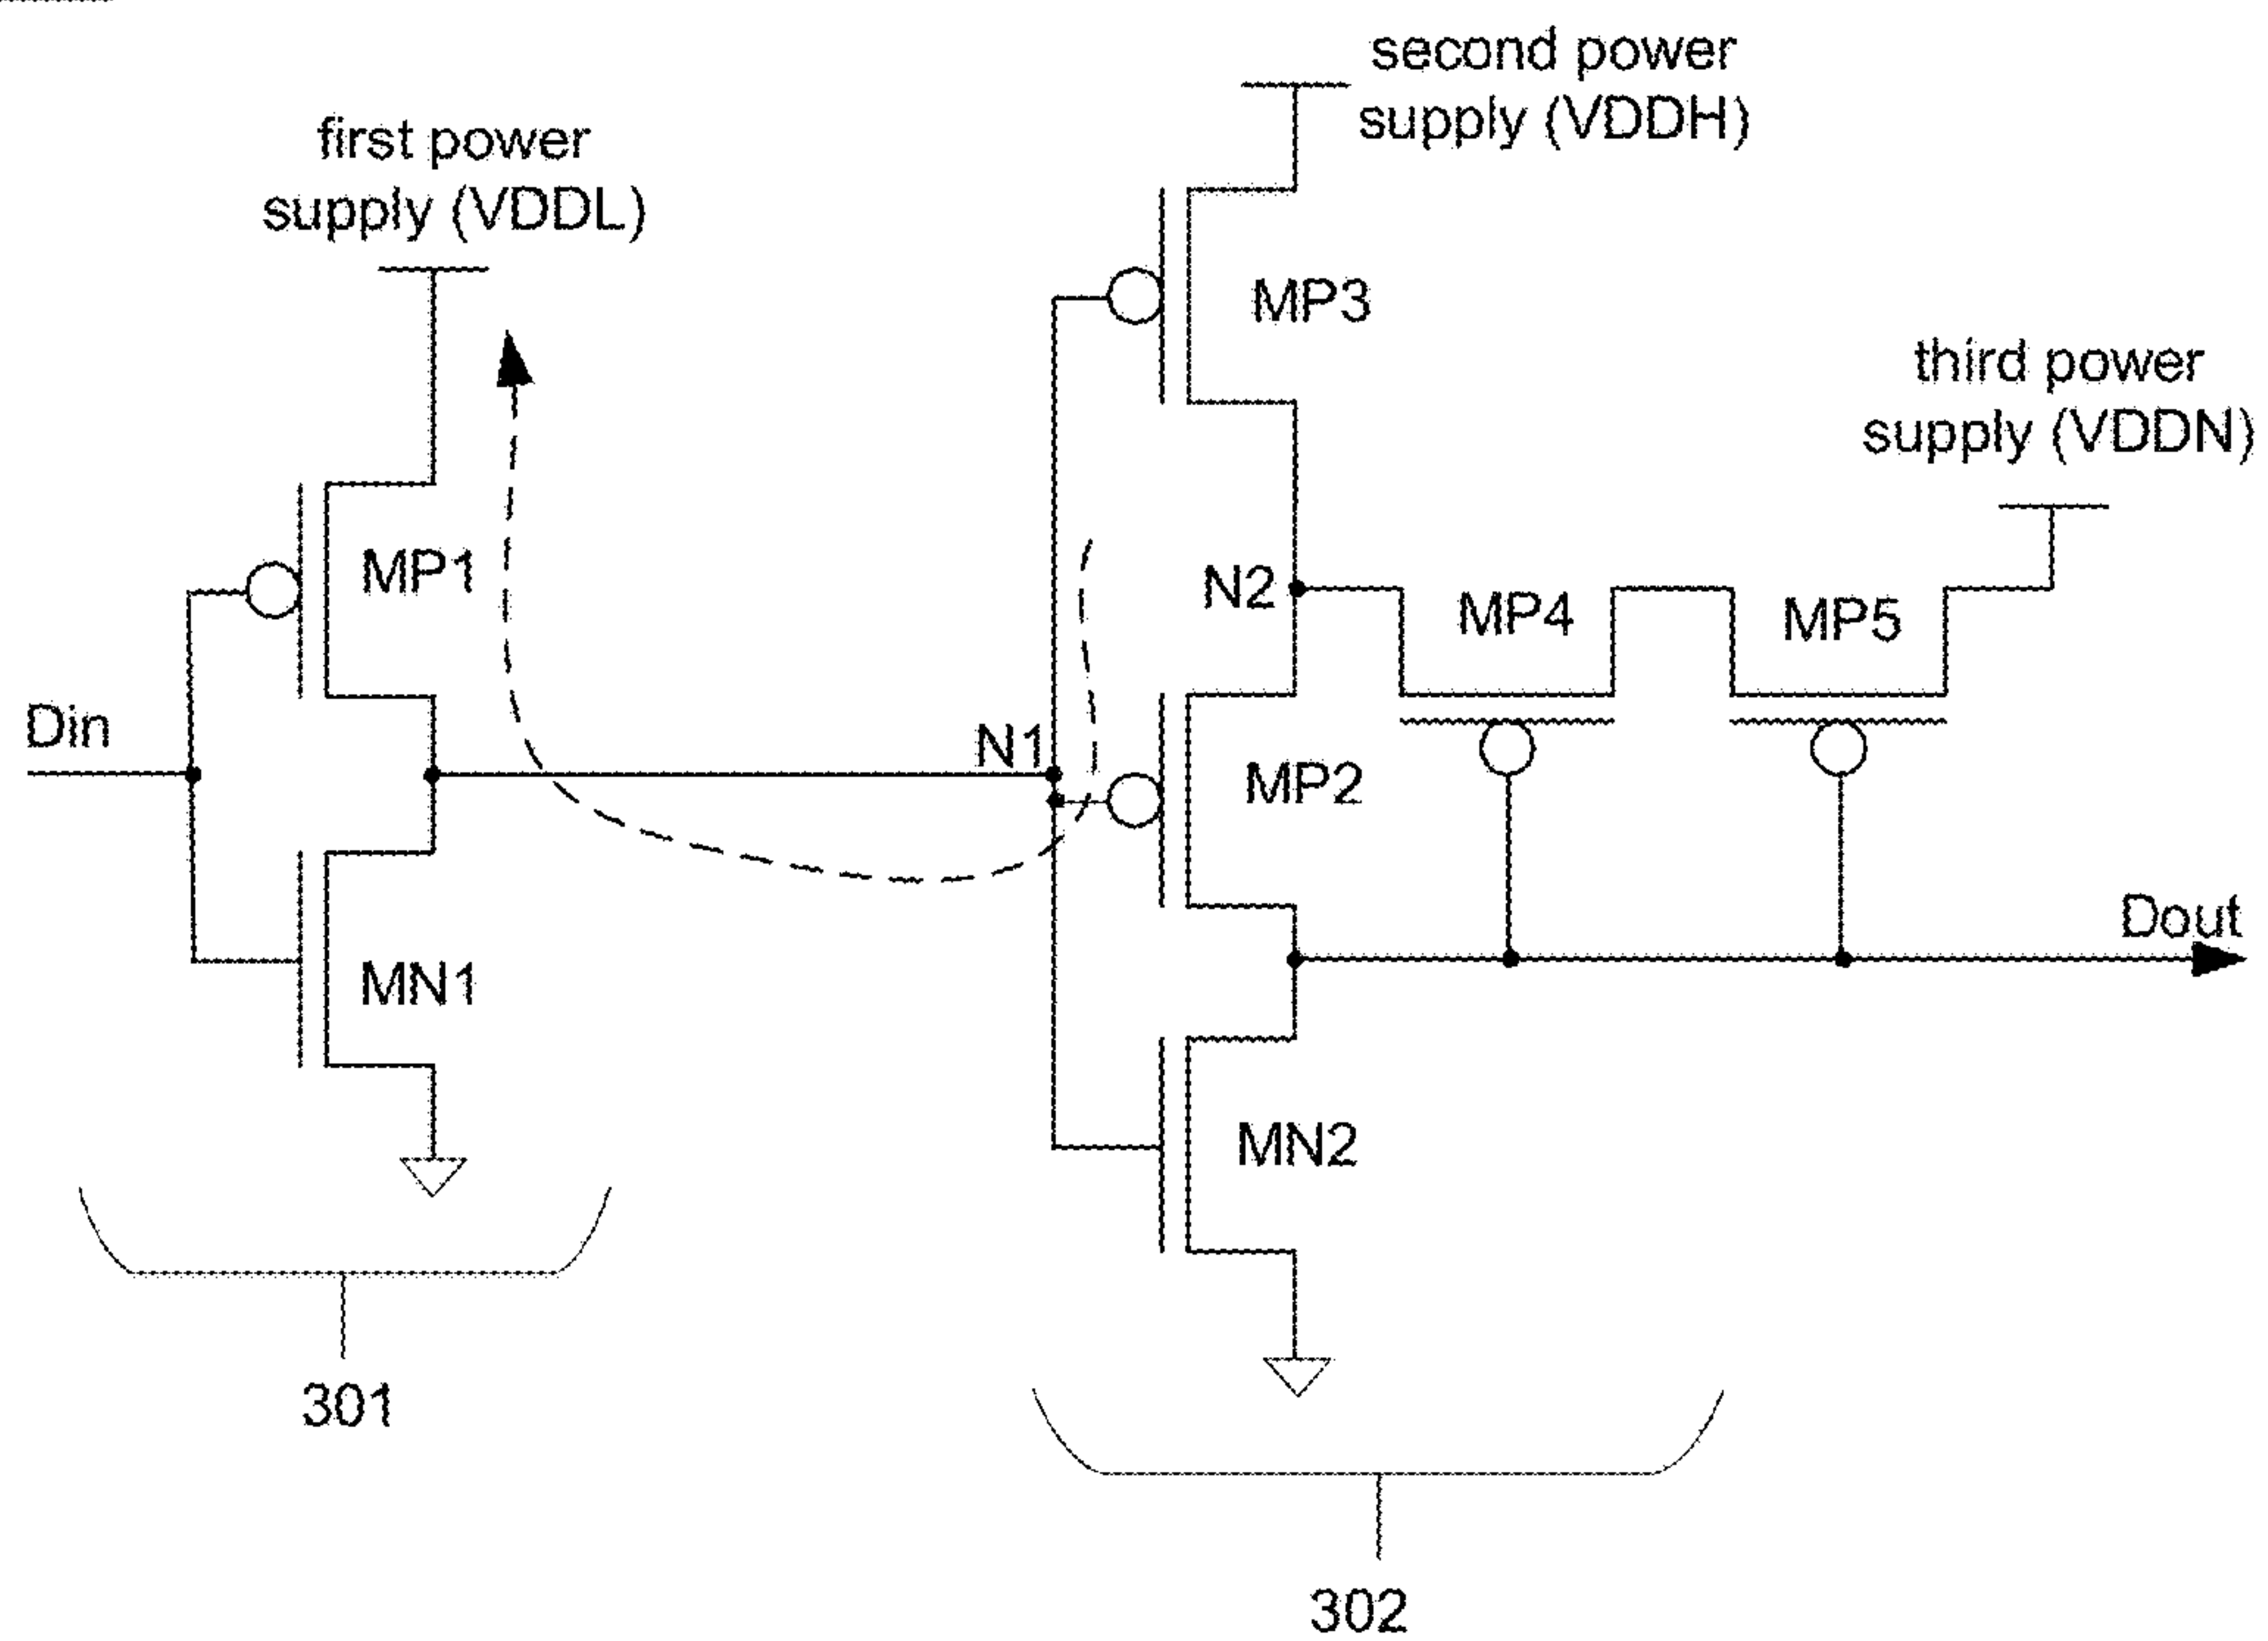 second power
supply (VDDH)
first power
supply (VDDL)
MP3
third power
supply (VDDN)
MP1
N2
MP4
MP5
Din
N1
MP2
Dout
MN1
MN2
301
302